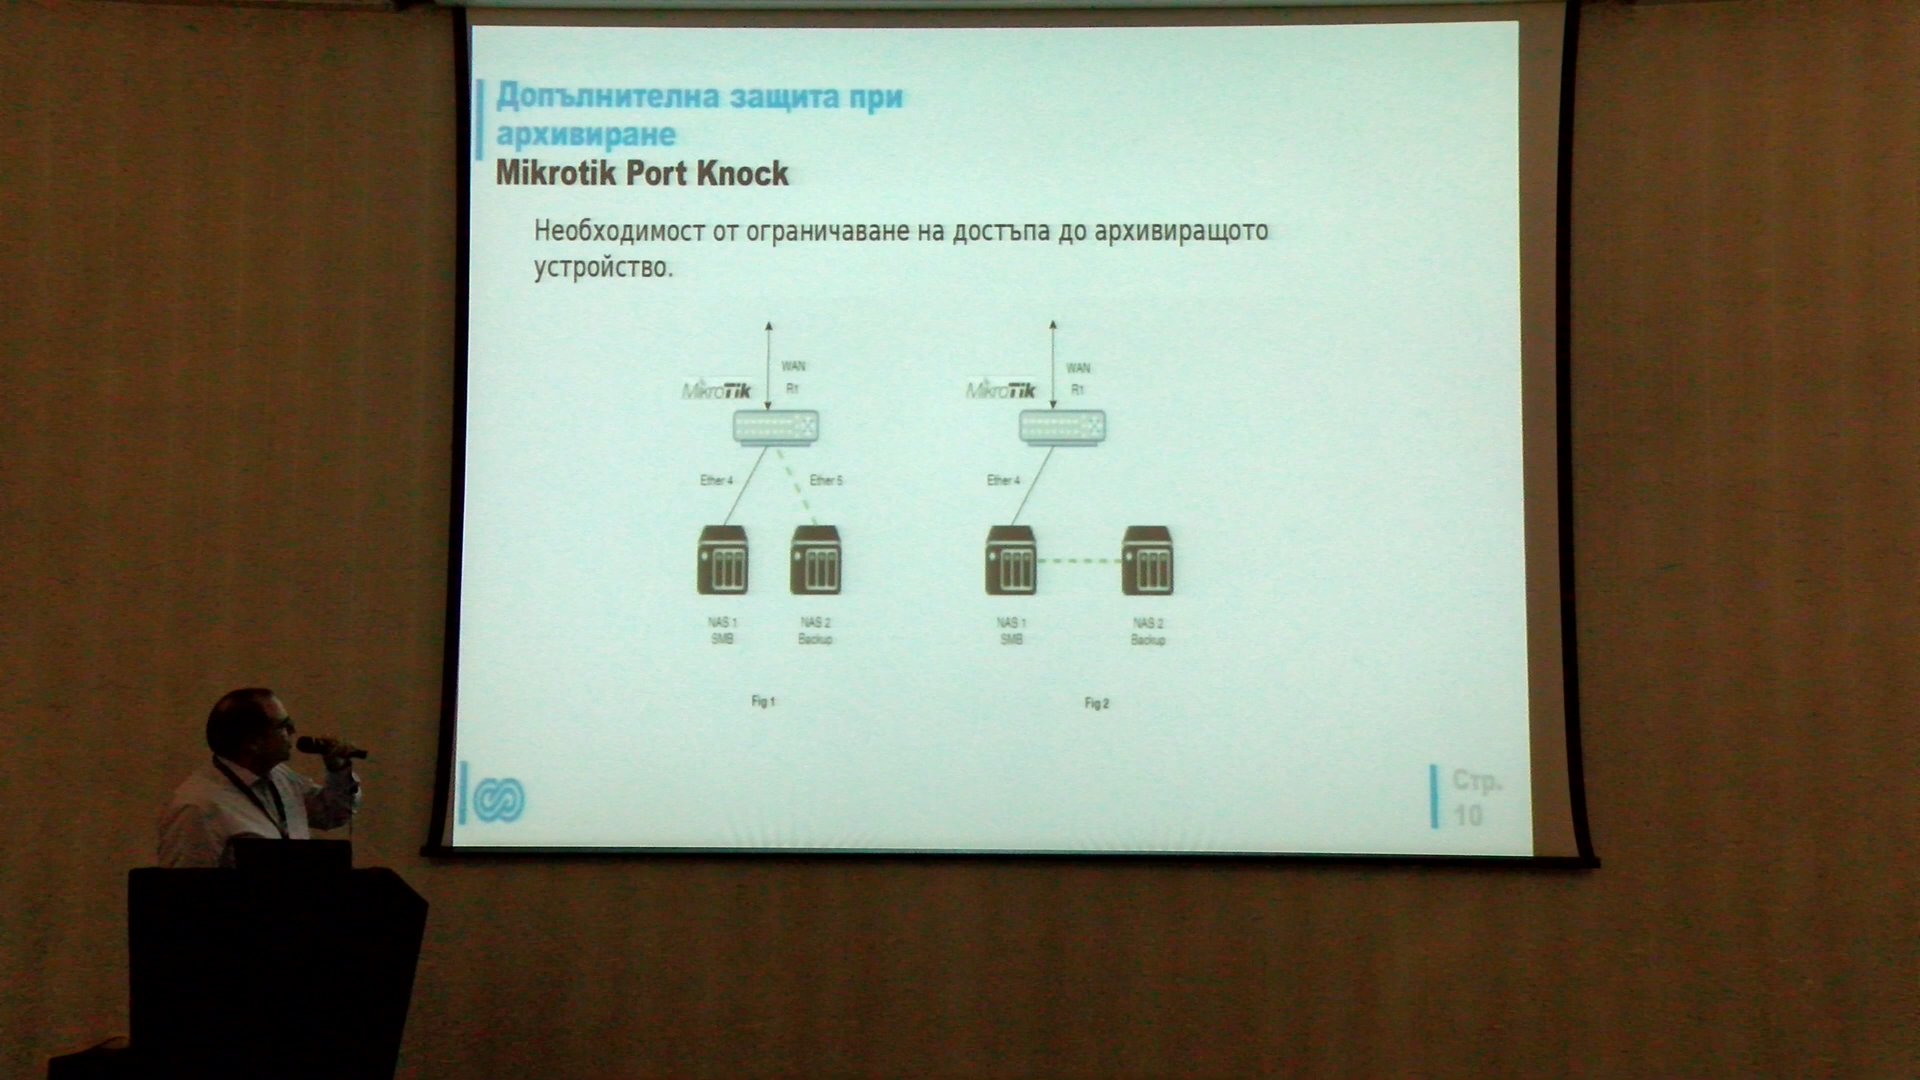 Допълнителна защита при
архивиране
Mikrotik Port Knock
Необходимост от ограничаване на достъпа до архивиращото
устройство.
WAN
MikroTik
R1
Ether 4
Ether 5
NAS 1
SMB
NAS 2
Backup
Fig 1
WAN
MikroTik
R1
Ether 4
NAS 1
SMB
NAS 2
Backup
Fig 2
Стр.
10